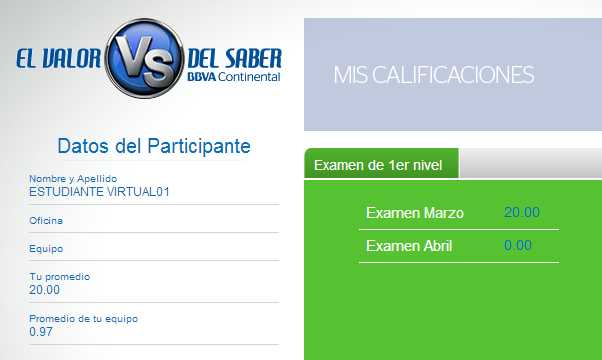 EL VALOR VS DEL SABER
BBVA Continental
MIS CALIFICACIONES
Datos del Participante
Nombre y Apellido
ESTUDIANTE VIRTUAL01
Oficina
Equipo
Tu promedio
20.00
Promedio de tu equipo
0.97
Examen de 1er nivel
Examen Marzo 20.00
Examen Abril 0.00